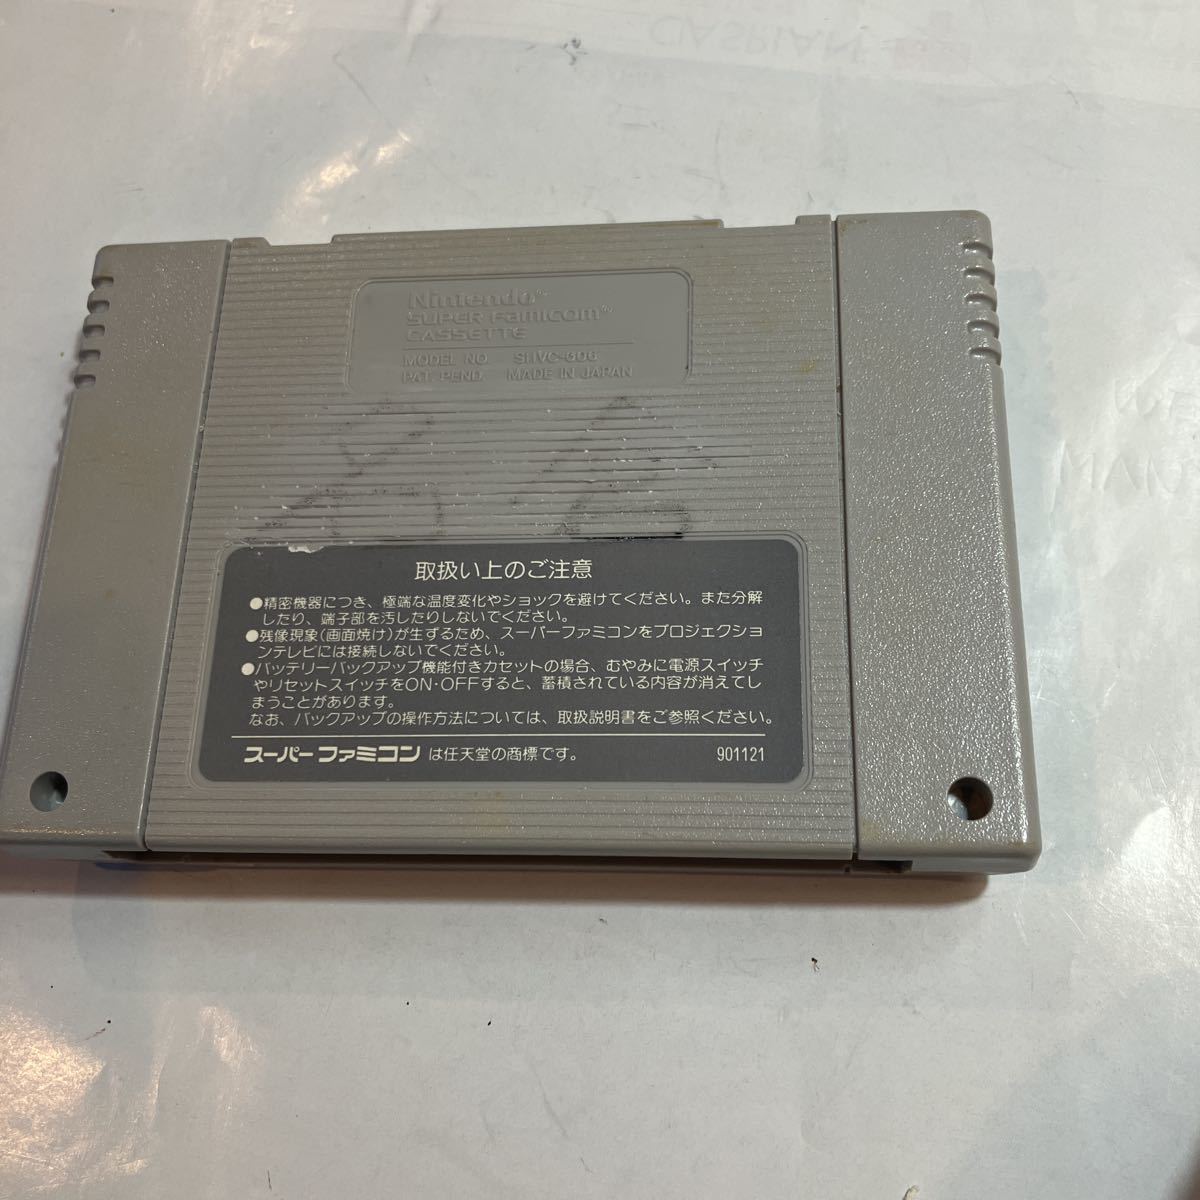 Nintendo®
SUPER Famicom™
CASSETTE
MODEL NO. SHVC-006
PAT. PEND. MADE IN JAPAN
取扱い上のご注意
●精密機器につき、極端な温度変化やショックを避けてください。また分解
したり、端子部を汚したりしないでください。
●残像現象(画面焼け)が生ずるため、スーパーファミコンをプロジェクショ
ンテレビには接続しないでください。
●バッテリーバックアップ機能付きカセットの場合、むやみに電源スイッチ
やリセットスイッチをON・OFFすると、蓄積されている内容が消えてし
まうことがあります。
なお、バックアップの操作方法については、取扱説明書をご参照ください。
スーパーファミコンは任天堂の商標です。 901121
CASPIAN